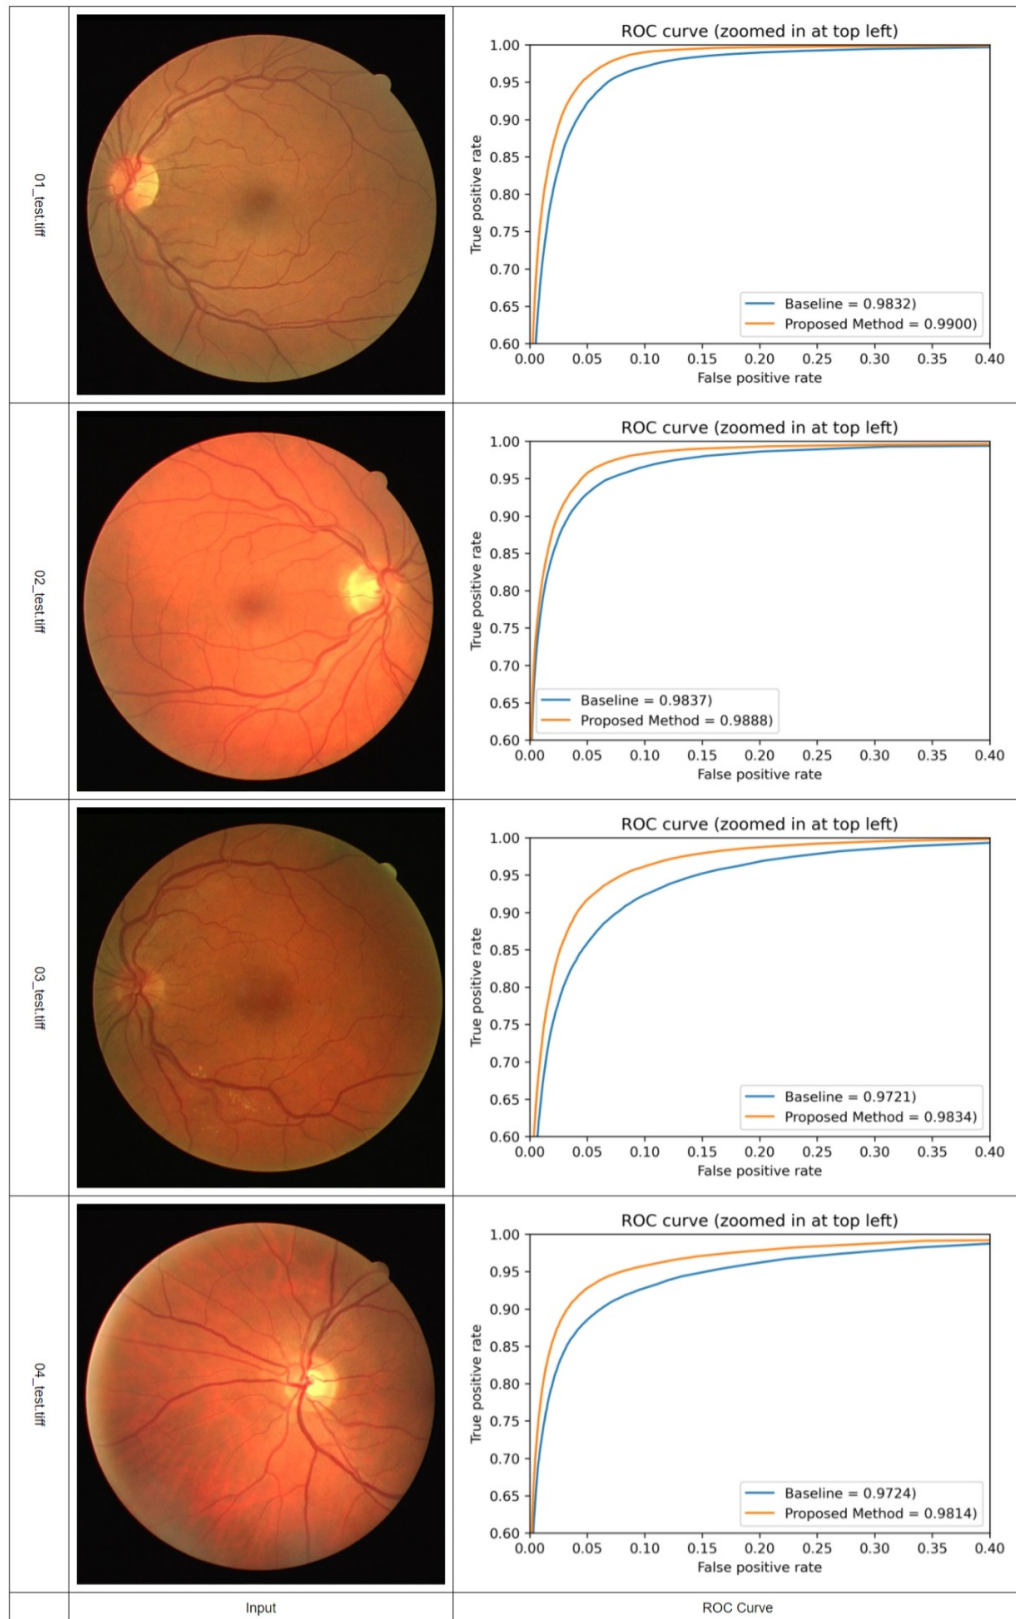 01_test.tiff
ROC curve (zoomed in at top left)
True positive rate
1.00
0.95
0.90
0.85
0.80
0.75
0.70
0.65
0.60
Baseline = 0.9832)
Proposed Method = 0.9900)
0.00 0.05 0.10 0.15 0.20 0.25 0.30 0.35 0.40
False positive rate
02_test.tiff
ROC curve (zoomed in at top left)
True positive rate
1.00
0.95
0.90
0.85
0.80
0.75
0.70
0.65
0.60
Baseline = 0.9837)
Proposed Method = 0.9888)
0.00 0.05 0.10 0.15 0.20 0.25 0.30 0.35 0.40
False positive rate
03_test.tiff
ROC curve (zoomed in at top left)
True positive rate
1.00
0.95
0.90
0.85
0.80
0.75
0.70
0.65
0.60
Baseline = 0.9721)
Proposed Method = 0.9834)
0.00 0.05 0.10 0.15 0.20 0.25 0.30 0.35 0.40
False positive rate
04_test.tiff
ROC curve (zoomed in at top left)
True positive rate
1.00
0.95
0.90
0.85
0.80
0.75
0.70
0.65
0.60
Baseline = 0.9724)
Proposed Method = 0.9814)
0.00 0.05 0.10 0.15 0.20 0.25 0.30 0.35 0.40
False positive rate
Input
ROC Curve